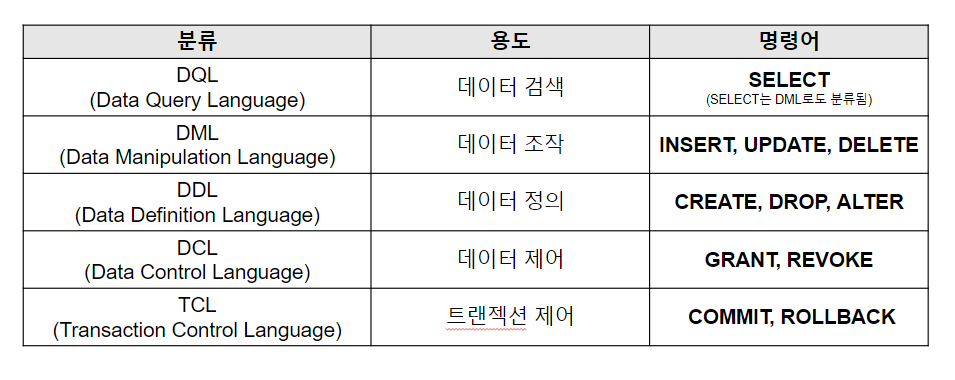 분류 용도 명령어
DQL
(Data Query Language)
데이터 검색
SELECT
(SELECT는 DML로도 분류됨)
DML
(Data Manipulation Language)
데이터 조작
INSERT, UPDATE, DELETE
DDL
(Data Definition Language)
데이터 정의
CREATE, DROP, ALTER
DCL
(Data Control Language)
데이터 제어
GRANT, REVOKE
TCL
(Transaction Control Language)
트랜젝션 제어
COMMIT, ROLLBACK